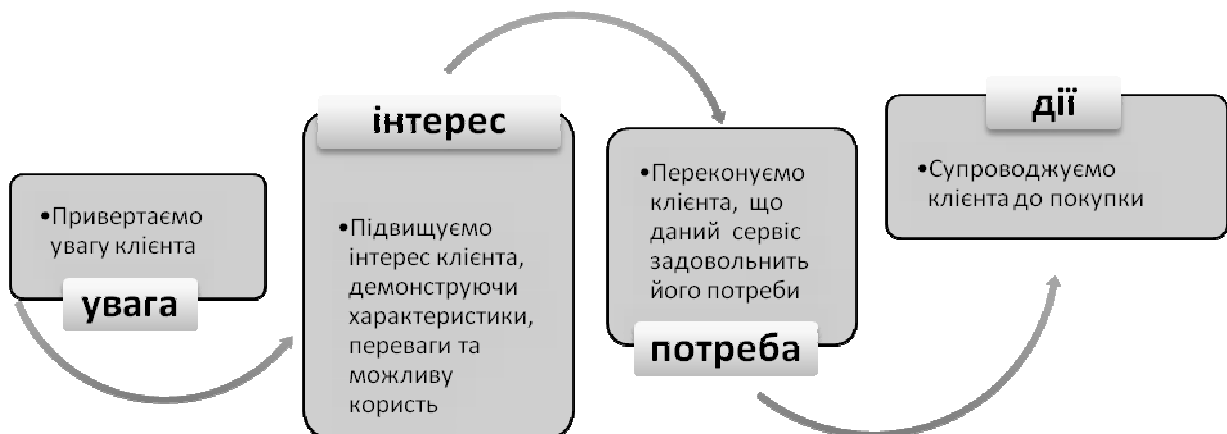 •Привертаємо
увагу клієнта
увага
інтерес
•Підвищуємо
інтерес клієнта,
демонструючи
характеристики,
переваги та
можливу
користь
•Переконуємо
клієнта, що
даний сервіс
задовольнить
його потреби
потреба
дії
•Супроводжуємо
клієнта до покупки